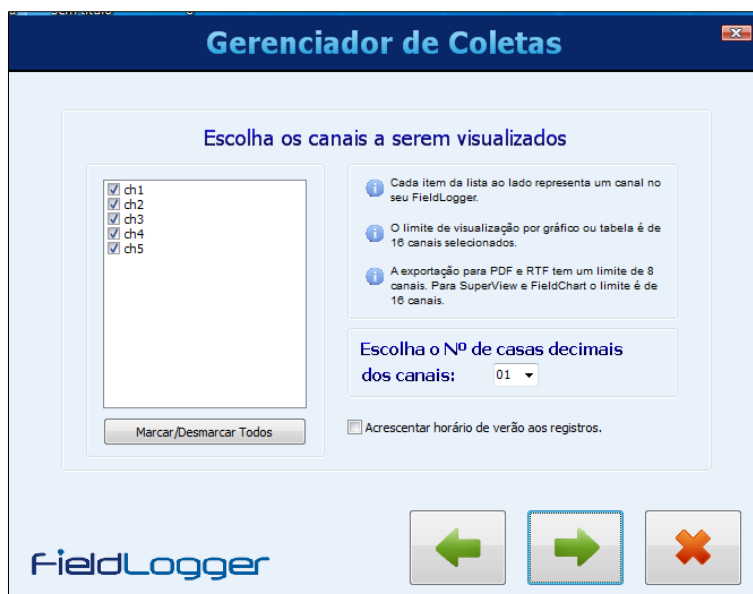 Gerenciador de Coletas
Escolha os canais a serem visualizados
ch1
ch2
ch3
ch4
ch5
Marcar/Desmarcar Todos
Cada item da lista ao lado representa um canal no
seu FieldLogger.
O limite de visualização por gráfico ou tabela é de
16 canais selecionados.
A exportação para PDF e RTF tem um limite de 8
canais. Para SuperView e FieldChart o limite é de
16 canais.
Escolha o Nº de casas decimais
dos canais: 01
Acrescentar horário de verão aos registros.
FieldLogger